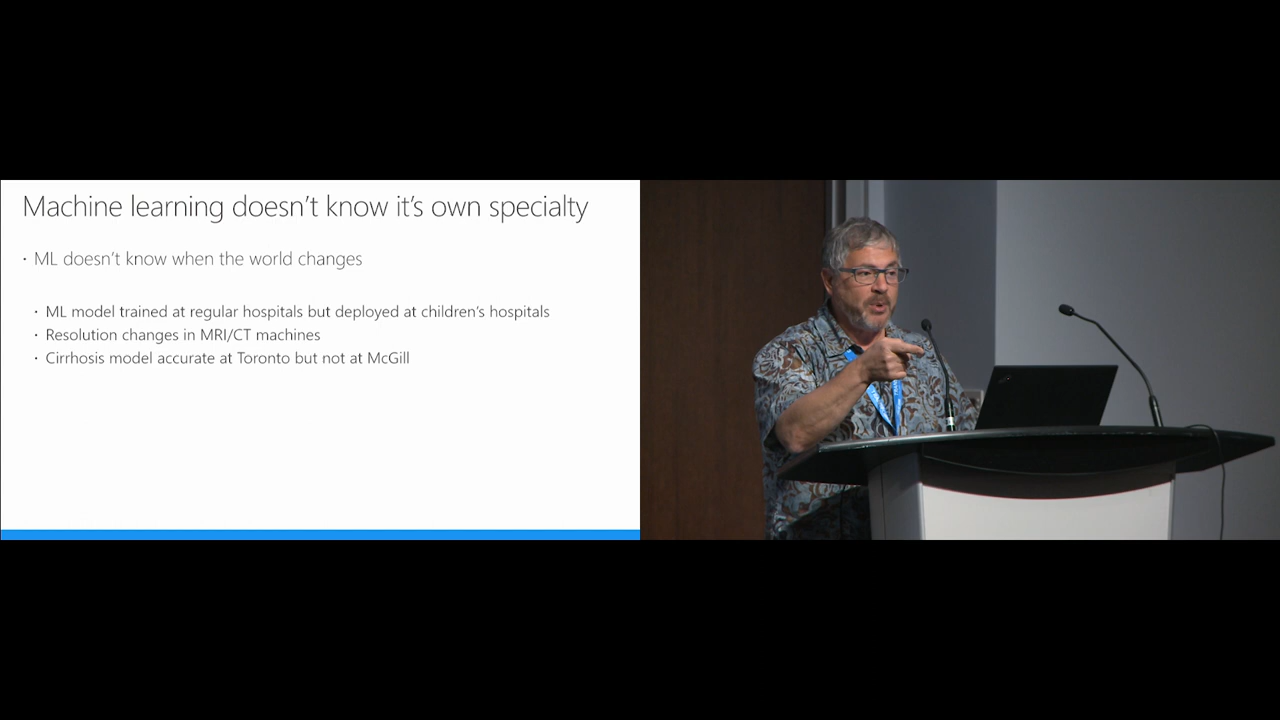 Machine learning doesn't know it's own specialty
· ML doesn't know when the world changes
· ML model trained at regular hospitals but deployed at children's hospitals
· Resolution changes in MRI/CT machines
· Cirrhosis model accurate at Toronto but not at McGill